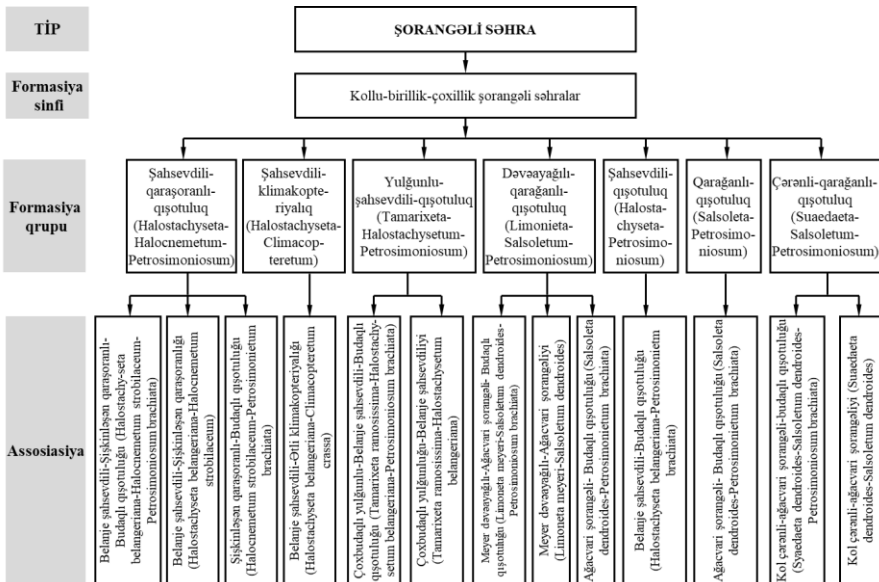 TİP
ŞORANGƏLİ SƏHRA
Formasiya
sinfi
Kollu-birillik-çoxillik şorangəli səhralar
Formasiya
qrupu
Şahsevdili-
qaraşoranlı-
qışotuluq
(Halostachyseta-
Halocnemetum-
Petrosimoniosum)
Şahsevdili-
klimakopte-
riyalıq
(Halostachyseta-
Climacop-
teretum)
Yulğunlu-
şahsevdili-qışotuluq
(Tamarixeta-
Halostachysetum-
Petrosimoniosum)
Dəvəayağılı-
qarağanlı-
qışotuluq
(Limonieta-
Salsoletum-
Petrosimoniosum)
Şahsevdili-
qışotuluq
(Halosta-
chyseta-
Petrosimo-
niosum)
Qarağanlı-
qışotuluq
(Salsoleta-
Petrosimo-
niosum)
Çərənli-qarağanlı-
qışotuluq
(Suaedaeta-
Salsoletum-
Petrosimoniosum)
Assosiasiya
Belanje şahsevdili-Şişkinləşən qaraşoranlı-
Budaqlı qışotuluğu (Halostachy-seta
belangeriana-Halocnemetum strobilaceum-
Petrosimoniosum brachiata)
Belanje şahsevdili-Şişkinləşən qaraşoranlığı
(Halostachyseta belangeriana-Halocnemetum
strobilaceum)
Şişkinləşən qaraşoranlı-Budaqlı qışotuluğu
(Halocnemetum strobilaceum-Petrosimonietum
brachiata)
Belanje şahsevdili-Ətli klimakopteriyalığı
(Halostachyseta belangeriana-Climacopteretum
crassa)
Çoxbudaqlı yulğunlu-Belanje şahsevdili-Budaqlı
qışotuluğu (Tamarixeta ramosissima-Halostachy-
setum belangeriana-Petrosimoniosum brachiata)
Çoxbudaqlı yulğunluğu-Belanje şahsevdiliyi
(Tamarixeta ramosissima-Halostachysetum
belangeriana)
Meyer dəvəayağılı-Ağacvari şorangəli- Budaqlı
qışotuluğu (Limoneta meyeri-Salsoletum dendroides-
Petrosimoniosum brachiata)
Meyer dəvəayağılı-Ağacvari şorangəliyi
(Limoneta meyeri-Salsoletum dendroides)
Ağacvari şorangəli- Budaqlı qışotuluğu (Salsoleta
dendroides-Petrosimonietum brachiata)
Belanje şahsevdil-Budaqlı qışotuluğu
(Halostachyseta belangeriana-Petrosimonietm
brachiata)
Ağacvari şorangəli- Budaqlı qışotuluğu (Salsoleta
dendroides-Petrosimonietum brachiata)
Kol çərənli-ağacvari şorangəli-budaqlı qışotuluğu
(Syaedaeta dendroides-Salsoletum dendroides-
Petrosimoniosum brachiata)
Kol çərənli-ağacvari şorangəliyi (Suaedaeta
dendroides-Salsoletum dendroides)